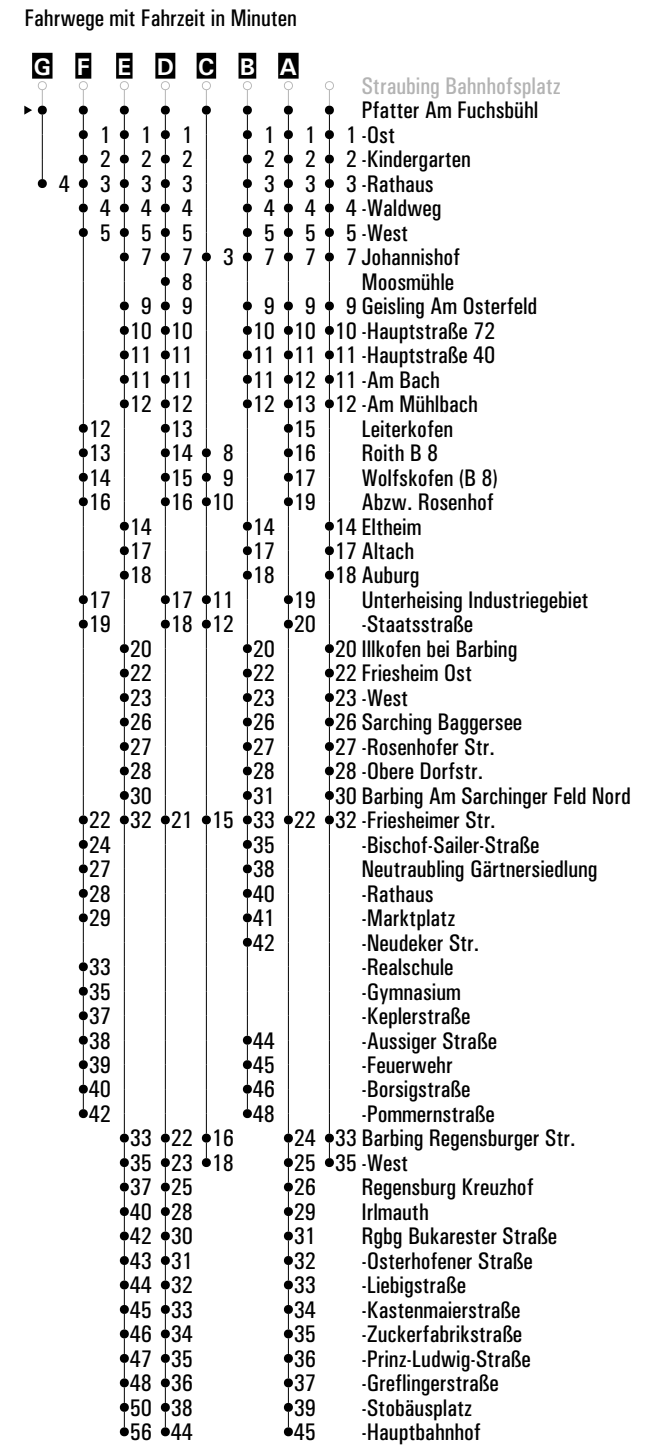 Fahrwege mit Fahrzeit in Minuten
G F E D C B A
Straubing Bahnhofsplatz
Pfatter Am Fuchsbühl
1 1 1 1 1 1 -Ost
2 2 2 2 2 2 -Kindergarten
4 3 3 3 3 3 3 -Rathaus
4 4 4 4 4 4 -Waldweg
5 5 5 5 5 5 -West
7 7 3 7 7 7 Johannishof
8 Moosmühle
9 9 9 9 9 Geisling Am Osterfeld
10 10 10 10 10 -Hauptstraße 72
11 11 11 11 11 -Hauptstraße 40
11 11 11 12 11 -Am Bach
12 12 12 13 12 -Am Mühlbach
12 13 15 Leiterkofen
13 14 8 16 Roith B 8
14 15 9 17 Wolfskofen (B 8)
16 16 10 19 Abzw. Rosenhof
14 14 14 Eltheim
17 17 17 Altach
18 18 18 Auburg
17 17 11 19 Unterheising Industriegebiet
19 18 12 20 -Staatsstraße
20 20 20 Illkofen bei Barbing
22 22 22 Friesheim Ost
23 23 23 -West
26 26 26 Sarching Baggersee
27 27 27 -Rosenhofer Str.
28 28 28 -Obere Dorfstr.
30 31 30 Barbing Am Sarchinger Feld Nord
22 32 21 15 33 22 32 -Friesheimer Str.
24 35 -Bischof-Sailer-Straße
27 38 Neutraubling Gärtnersiedlung
28 40 -Rathaus
29 41 -Marktplatz
42 -Neudeker Str.
33 -Realschule
35 -Gymnasium
37 -Keplerstraße
38 44 -Aussiger Straße
39 45 -Feuerwehr
40 46 -Borsigstraße
42 48 -Pommernstraße
33 22 16 24 33 Barbing Regensburger Str.
35 23 18 25 35 -West
37 25 26 Regensburg Kreuzhof
40 28 29 Irlmauth
42 30 31 Rgbg Bukarester Straße
43 31 32 -Osterhofener Straße
44 32 33 -Liebigstraße
45 33 34 -Kastenmaierstraße
46 34 35 -Zuckerfabrikstraße
47 35 36 -Prinz-Ludwig-Straße
48 36 37 -Greflingerstraße
50 38 39 -Stobäusplatz
56 44 45 -Hauptbahnhof